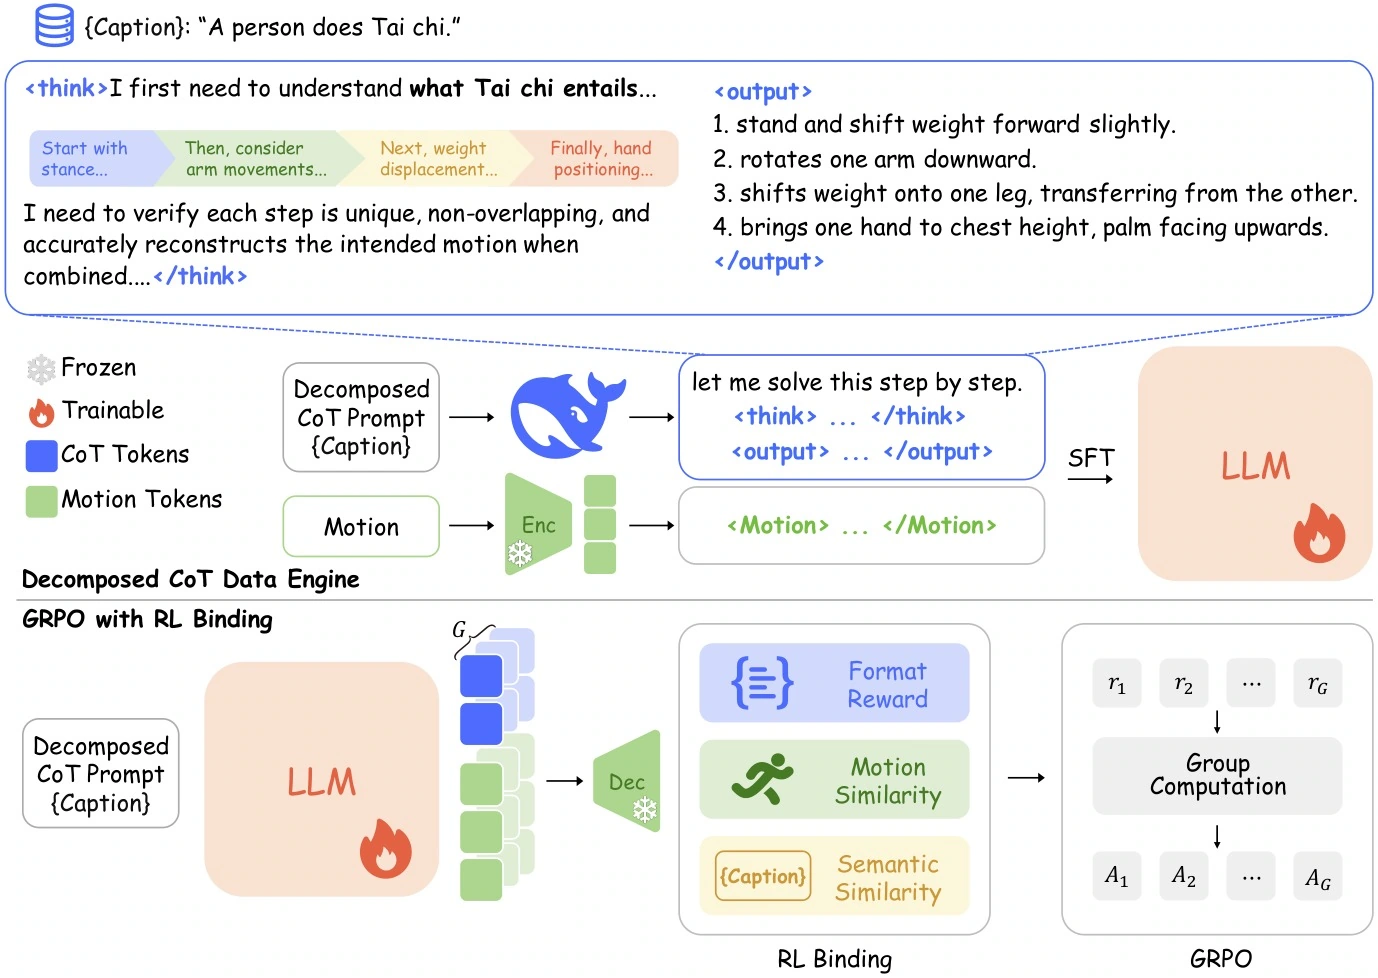 {Caption}: “A person does Tai chi.”
<think>I first need to understand what Tai chi entails...
Start with
stance...
Then, consider
arm movements...
Next, weight
displacement...
Finally, hand
positioning...
I need to verify each step is unique, non-overlapping, and
accurately reconstructs the intended motion when
combined....</think>
<output>
1. stand and shift weight forward slightly.
2. rotates one arm downward.
3. shifts weight onto one leg, transferring from the other.
4. brings one hand to chest height, palm facing upwards.
</output>
Frozen
Trainable
CoT Tokens
Motion Tokens
Decomposed
CoT Prompt
{Caption}
let me solve this step by step.
<think> ... </think>
<output> ... </output>
Motion
Enc
<Motion> ... </Motion>
SFT
LLM
Decomposed CoT Data Engine
GRPO with RL Binding
Decomposed
CoT Prompt
{Caption}
LLM
G
Dec
Format
Reward
Motion
Similarity
{Caption}
Semantic
Similarity
RL Binding
r1 r2 ... rG
Group
Computation
A1 A2 ... AG
GRPO